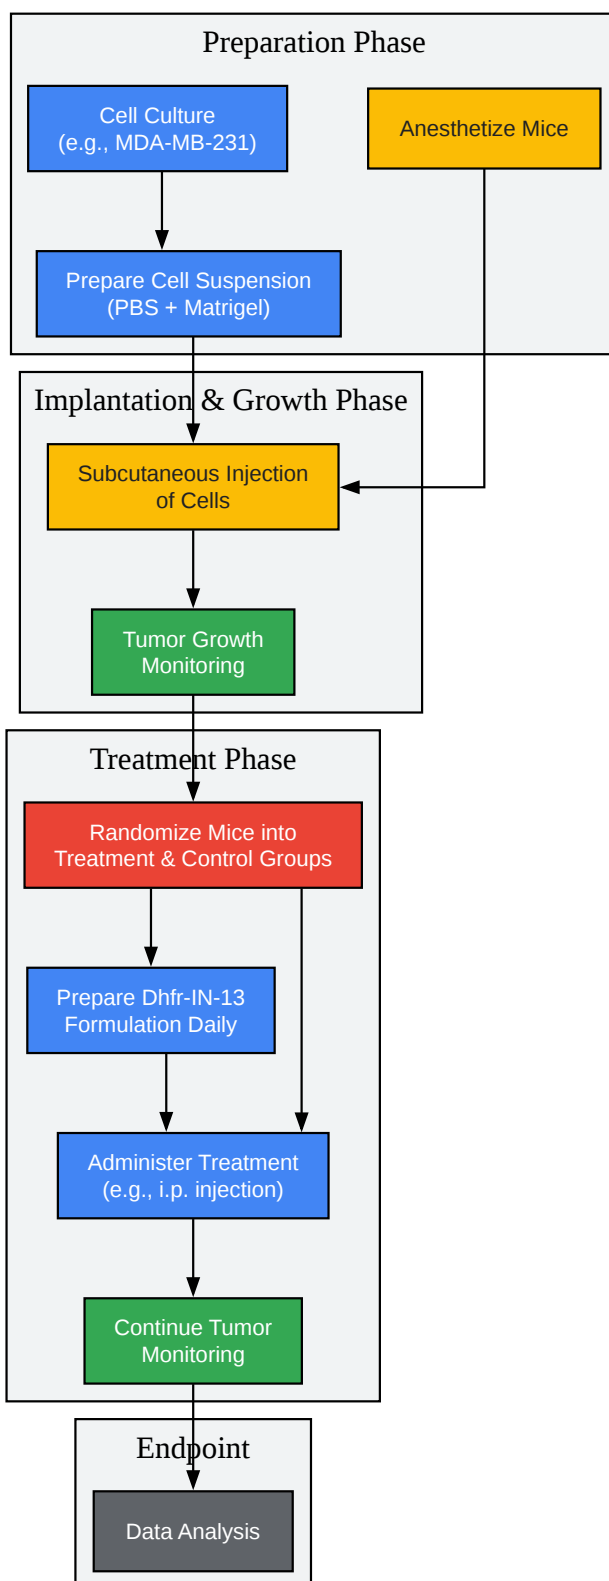 Preparation Phase
Cell Culture
(e.g., MDA-MB-231)
Anesthetize Mice
Prepare Cell Suspension
(PBS + Matrigel)
Implantation & Growth Phase
Subcutaneous Injection
of Cells
Tumor Growth
Monitoring
Treatment Phase
Randomize Mice into
Treatment & Control Groups
Prepare Dhfr-IN-13
Formulation Daily
Administer Treatment
(e.g., i.p. injection)
Continue Tumor
Monitoring
Endpoint
Data Analysis